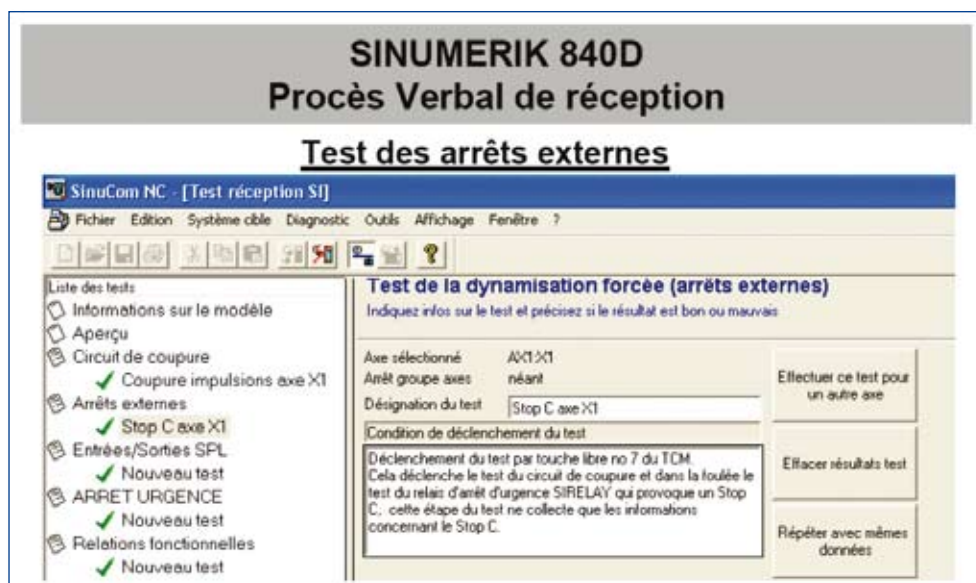 SINUMERIK 840D
Procès Verbal de réception
Test des arrêts externes
SinuCom NC - [Test réception SI]
Fichier Edition Système cible Diagnostic Outils Affichage Fenêtre ?
Liste des tests
Informations sur le modèle
Aperçu
Circuit de coupure
Coupure impulsions axe X1
Arrêts externes
Stop C axe X1
Entrées/Sorties SPL
Nouveau test
ARRET URGENCE
Nouveau test
Relations fonctionnelles
Nouveau test
Test de la dynamisation forcée (arrêts externes)
Indiquez infos sur le test et précisez si le résultat est bon ou mauvais
Axe sélectionné AX1:X1
Arrêt groupe axes néant
Désignation du test Stop C axe X1
Condition de déclenchement du test
Déclenchement du test par touche libre no 7 du TCM.
Cela déclenche le test du circuit de coupure et dans la foulée le
test du relais d'arrêt d'urgence SIRELAY qui provoque un Stop
C, cette étape du test ne collecte que les informations
concernant le Stop C.
Effectuer ce test pour
un autre axe
Effacer résultats test
Répéter avec mêmes
données